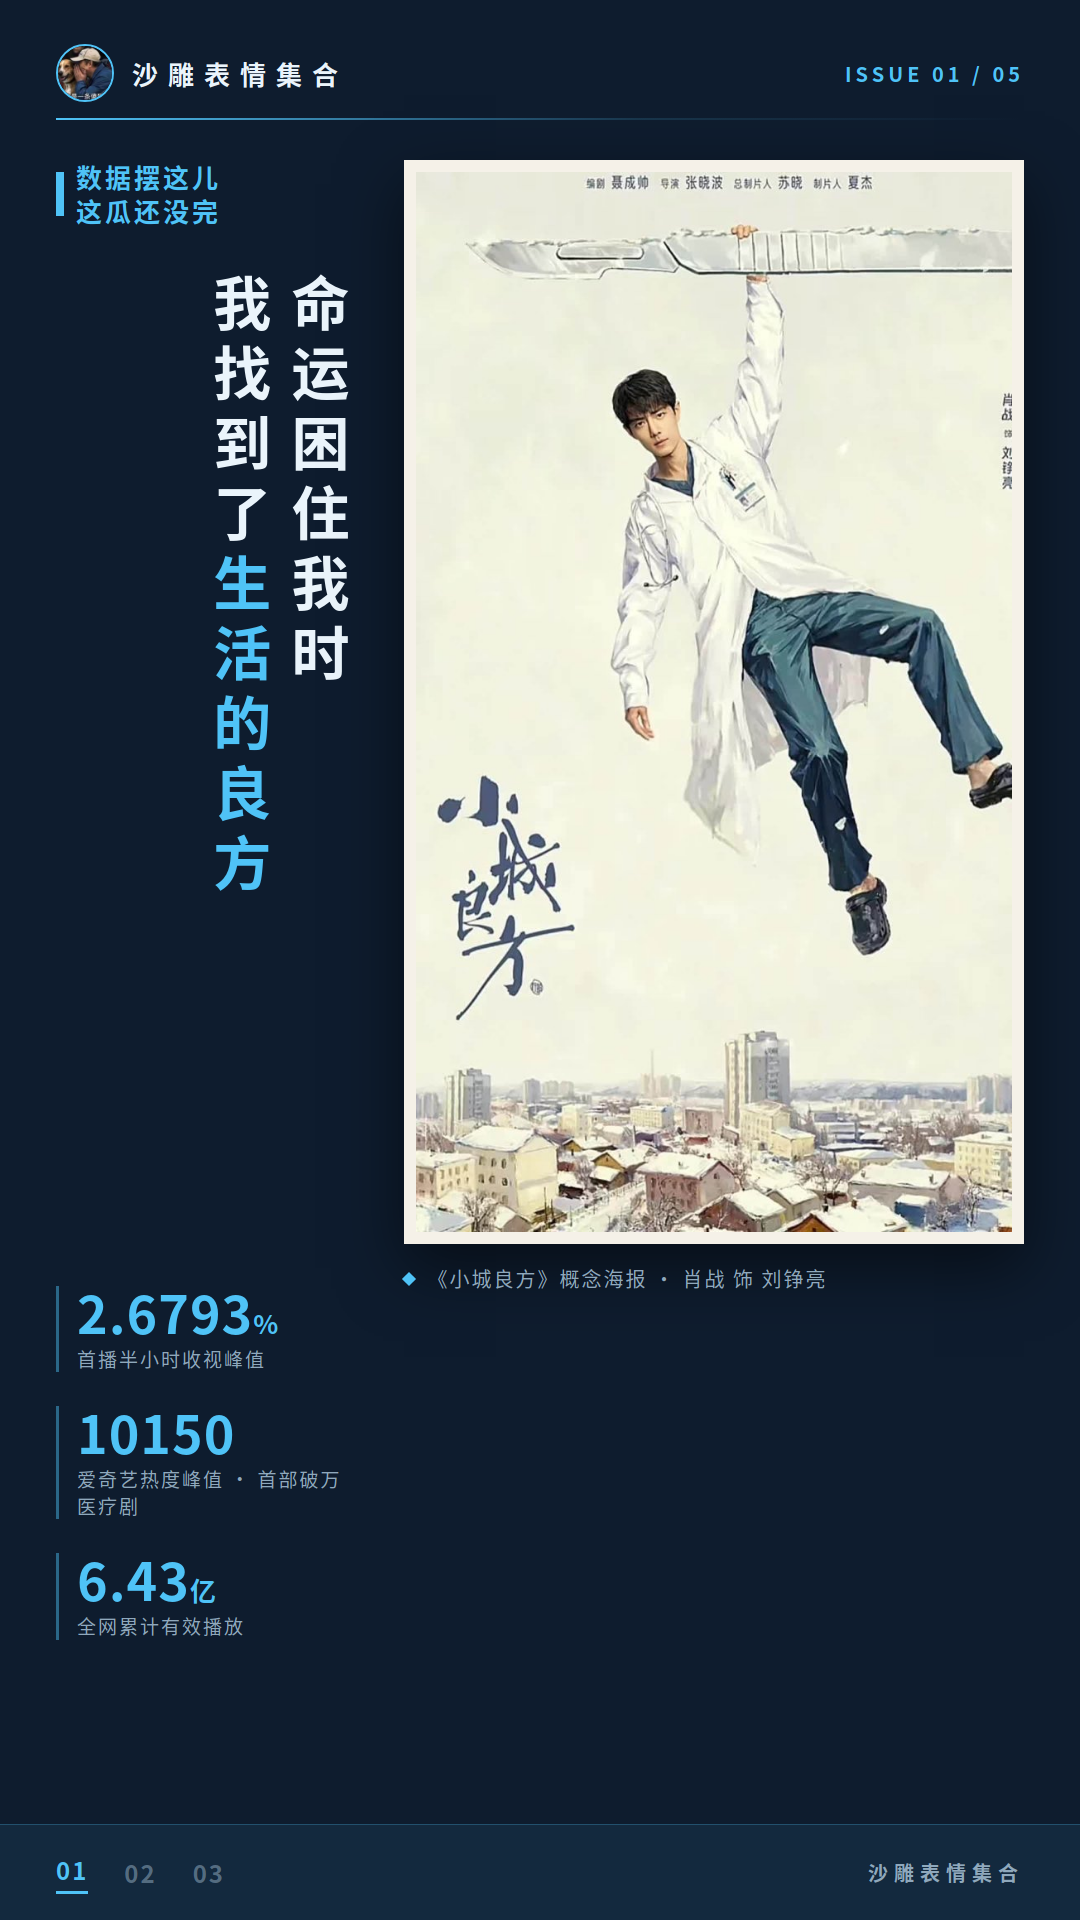 沙雕表情集合
ISSUE 01 / 05
数据摆这儿
这瓜还没完
命运困住我时
我找到了生活的良方
编剧 聂成帅 导演 张晓波 总制片人 苏晓 制片人 夏杰
肖战 饰 刘铮亮
小城良方
《小城良方》概念海报 · 肖战 饰 刘铮亮
2.6793%
首播半小时收视峰值
10150
爱奇艺热度峰值 · 首部破万
医疗剧
6.43亿
全网累计有效播放
01 02 03
沙雕表情集合